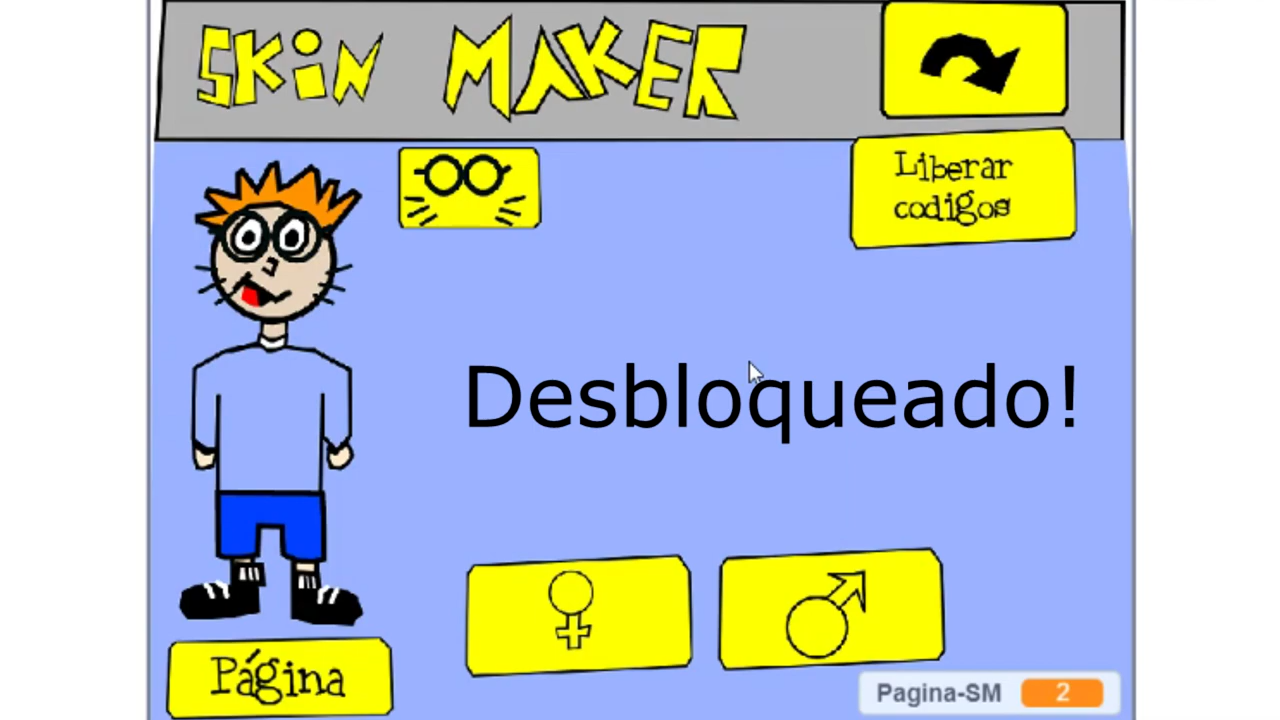 SKiN MAKER
Liberar
codigos
Desbloqueado!
Página
Pagina-SM 2